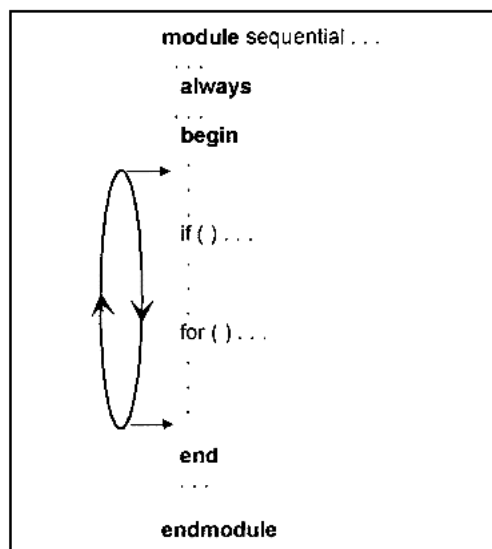 module sequential . . .
. . .
always
. . .
begin
.
.
.
if ( ) . . .
.
.
.
for ( ) . . .
.
.
.
.
end
. . .
endmodule